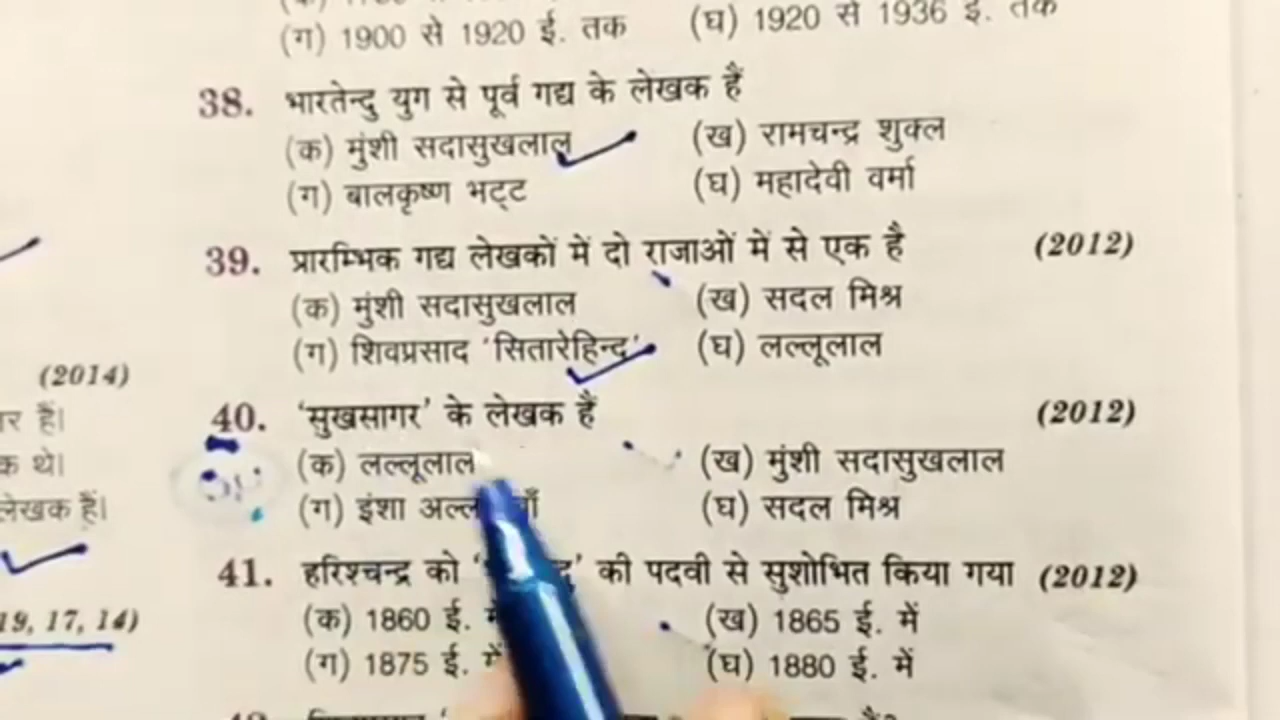 (ग) 1900 से 1920 ई. तक (घ) 1920 से 1936 ई. तक
38. भारतेन्दु युग से पूर्व गद्य के लेखक हैं
(क) मुंशी सदासुखलाल (ख) रामचन्द्र शुक्ल
(ग) बालकृष्ण भट्ट (घ) महादेवी वर्मा
39. प्रारम्भिक गद्य लेखकों में दो राजाओं में से एक है (2012)
(क) मुंशी सदासुखलाल (ख) सदल मिश्र
(ग) शिवप्रसाद 'सितारेहिन्द' (घ) लल्लूलाल
(2014)
40. 'सुखसागर' के लेखक हैं (2012)
हैं।
(क) लल्लूलाल (ख) मुंशी सदासुखलाल
थे।
(ग) इंशा (घ) सदल मिश्र
लेखक हैं।
41. हरिश्चन्द्र को की पदवी से सुशोभित किया गया (2012)
(क) 1860 ई. (ख) 1865 ई. में
19, 17, 14)
(ग) 1875 ई. में (घ) 1880 ई. में